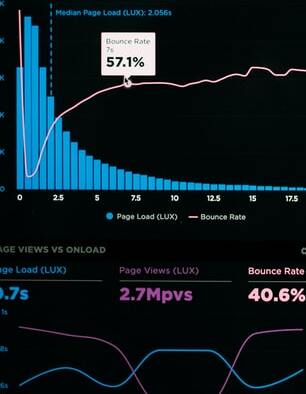 Median Page Load (LUX): 2.056s
Bounce Rate
7s
57.1%
K
K
K
K
0
0 2.5 5 7.5 10 12.5 15 17.5
Page Load (LUX) Bounce Rate
AGE VIEWS VS ONLOAD
ge Load (LUX) Page Views (LUX) Bounce Rate
.7s 2.7Mpvs 40.6%
1s
8s
6s